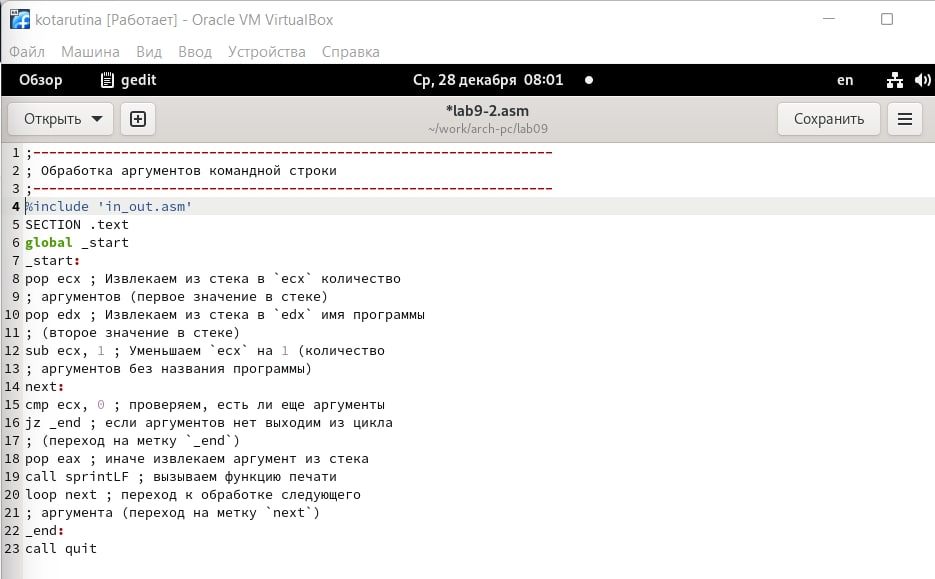 kotarutina [Работает] - Oracle VM VirtualBox
Файл Машина Вид Ввод Устройства Справка
Обзор gedit Ср, 28 декабря 08:01 en
Открыть *lab9-2.asm Сохранить
~/work/arch-pc/lab09
1 ;-----------------------------------------------------------------
2 ; Обработка аргументов командной строки
3 ;-----------------------------------------------------------------
4 %include 'in_out.asm'
5 SECTION .text
6 global _start
7 _start:
8 pop ecx ; Извлекаем из стека в `ecx` количество
9 ; аргументов (первое значение в стеке)
10 pop edx ; Извлекаем из стека в `edx` имя программы
11 ; (второе значение в стеке)
12 sub ecx, 1 ; Уменьшаем `ecx` на 1 (количество
13 ; аргументов без названия программы)
14 next:
15 cmp ecx, 0 ; проверяем, есть ли еще аргументы
16 jz _end ; если аргументов нет выходим из цикла
17 ; (переход на метку `_end`)
18 pop eax ; иначе извлекаем аргумент из стека
19 call sprintLF ; вызываем функцию печати
20 loop next ; переход к обработке следующего
21 ; аргумента (переход на метку `next`)
22 _end:
23 call quit